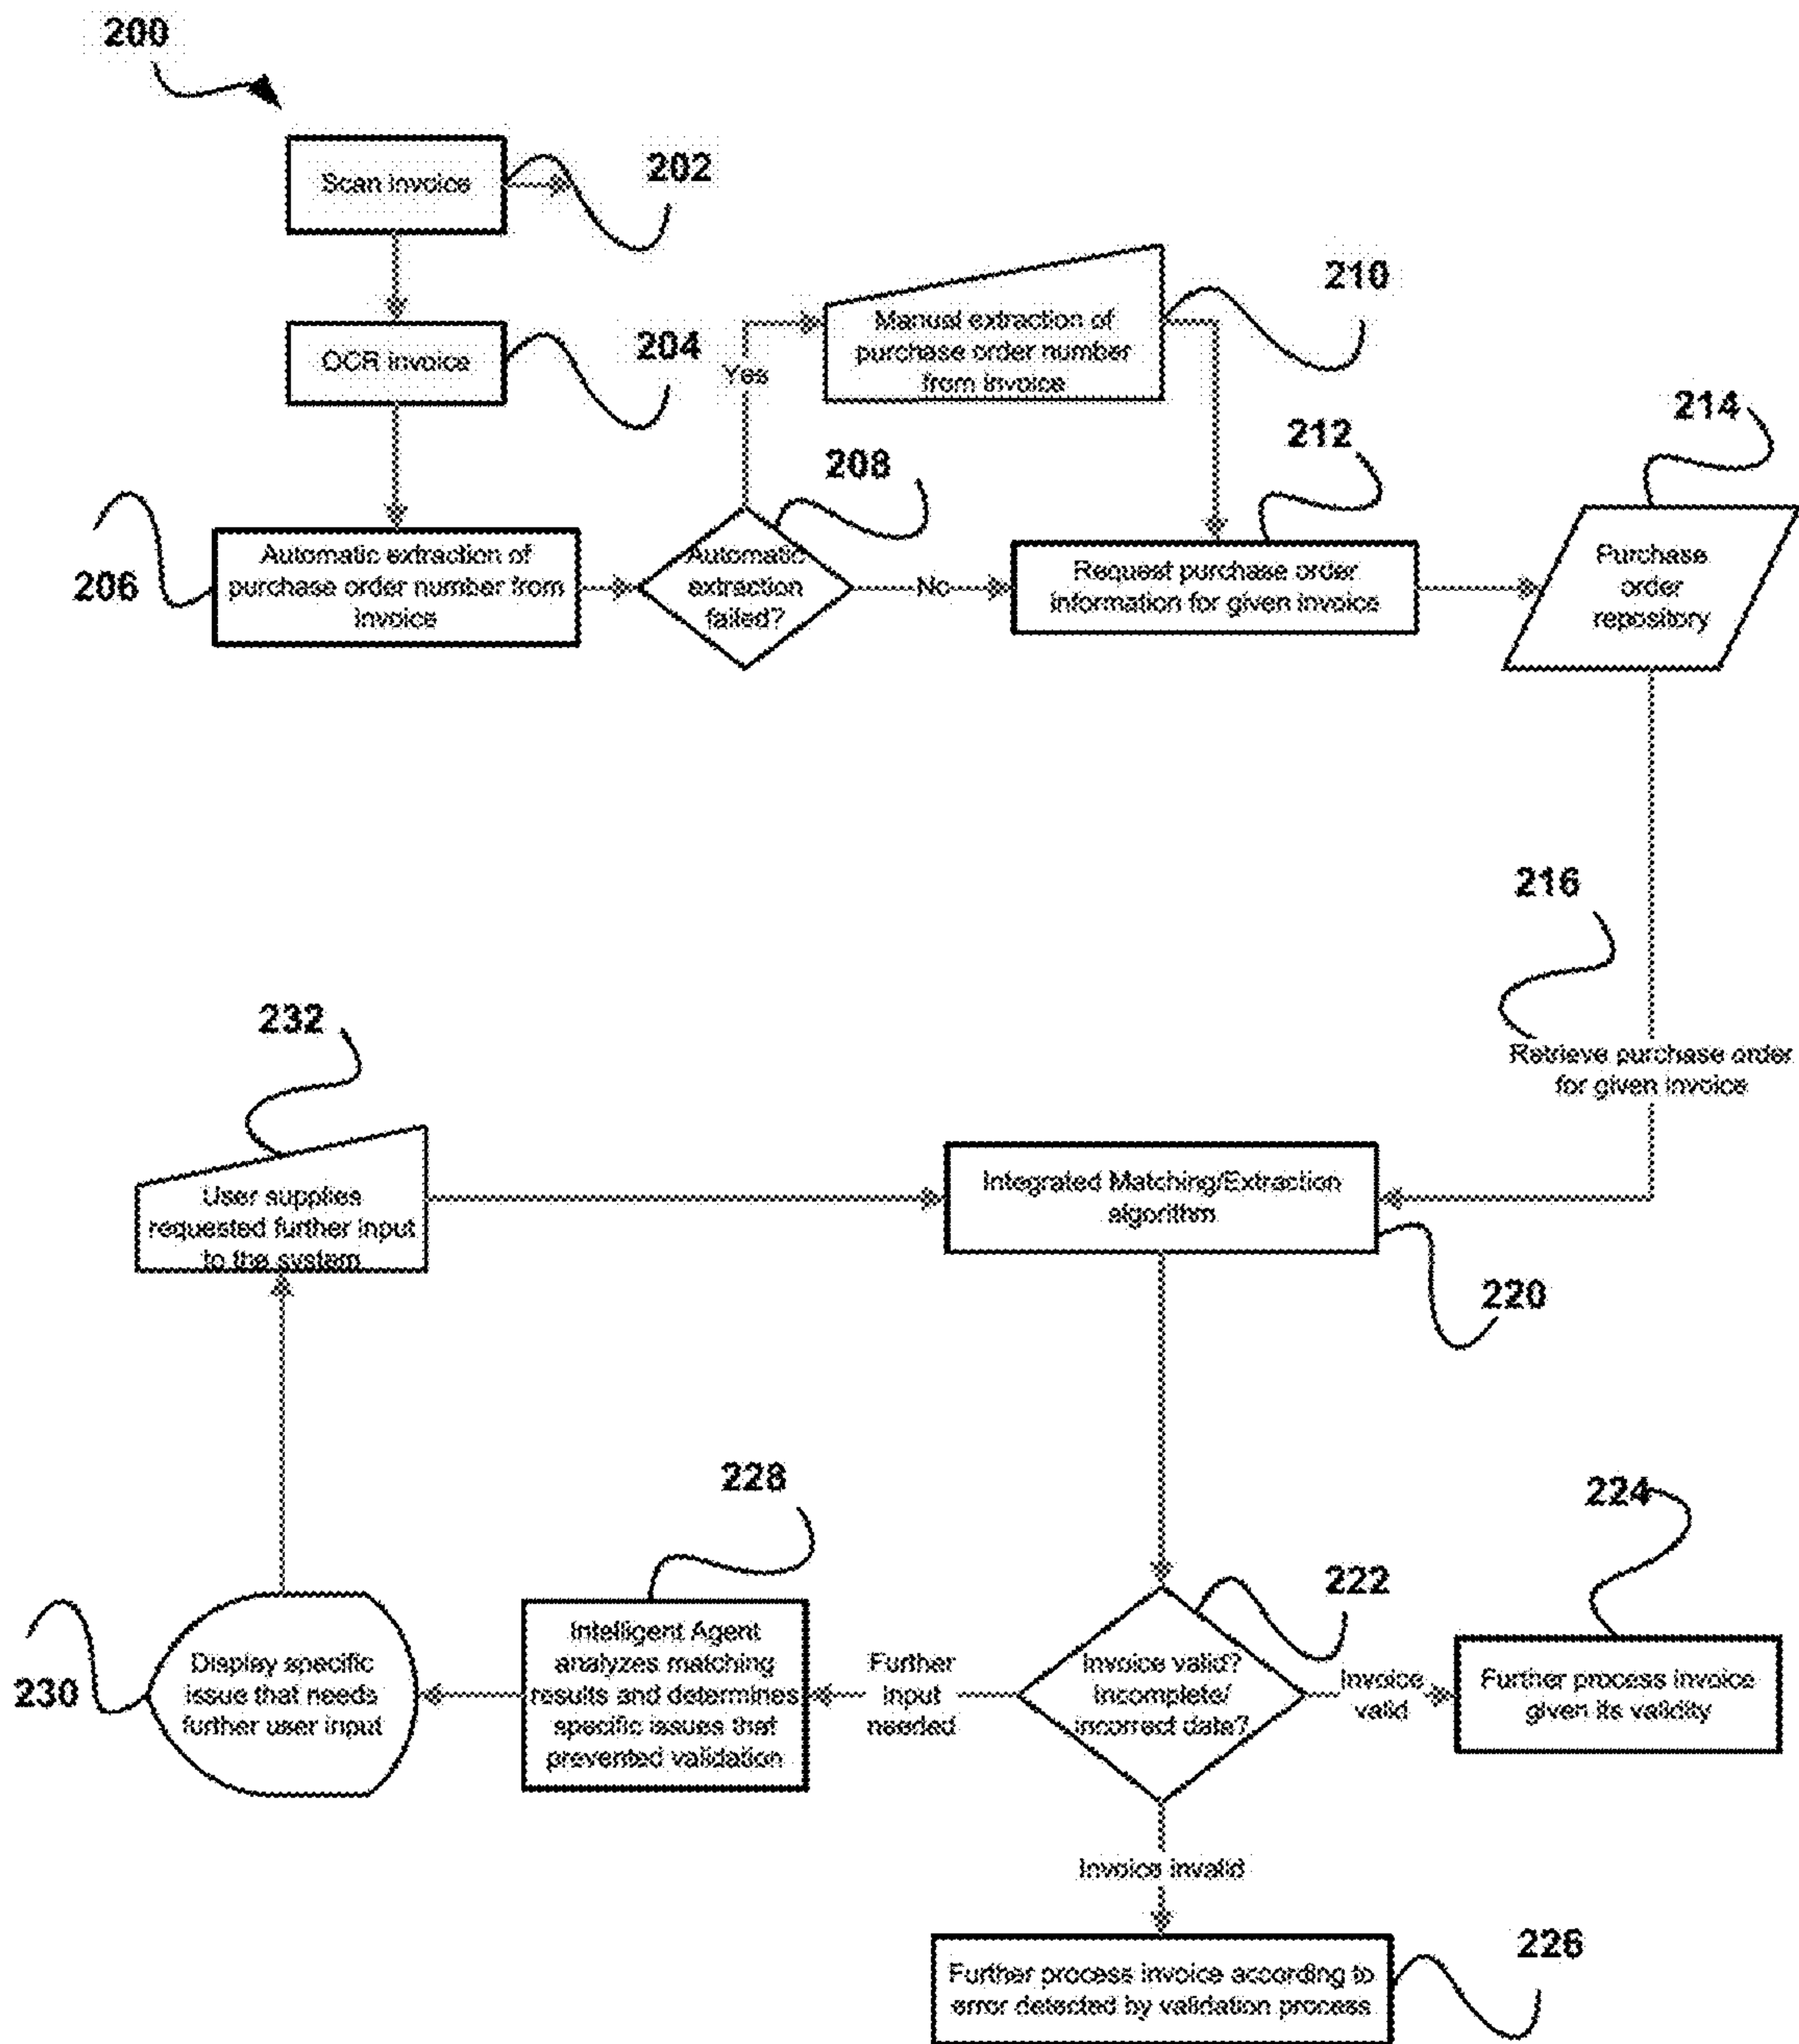 200
Scan invoice
202
OCR invoice
204
Automatic extraction of
purchase order number from
invoice
206
Automatic
extraction
failed?
208
Yes
No
Manual extraction of
purchase order number
from invoice
210
Request purchase order
information for given invoice
212
Purchase
order
repository
214
216
Retrieve purchase order
for given invoice
232
User supplies
requested further input
to the system
Integrated Matching/Extraction
algorithm
220
Invoice valid?
Incomplete/
incorrect data?
222
Invoice
valid
224
Further process invoice
given its validity
Further
input
needed
228
Intelligent Agent
analyzes matching
results and determines
specific issues that
prevented validation
Display specific
issue that needs
further user input
230
Invoice invalid
Further process invoice according to
error detected by validation process
226